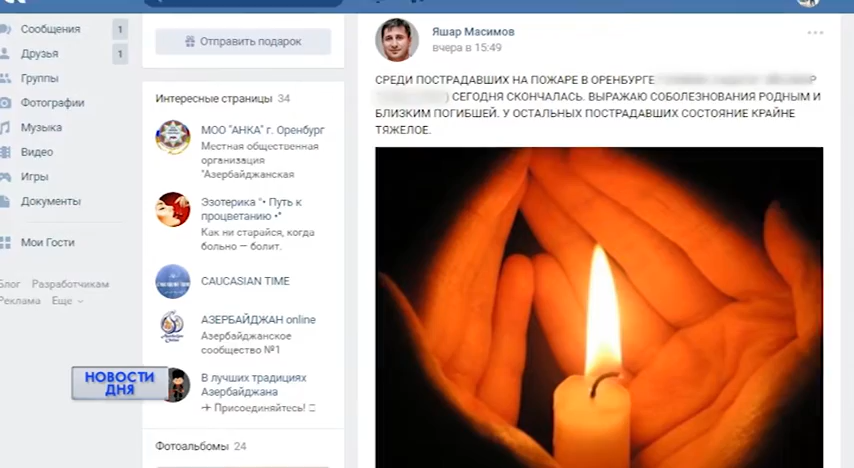 Сообщения 1
Друзья 1
Группы
Фотографии
Музыка
Видео
Игры
Документы
Мои Гости
Блог Разработчикам
Реклама Еще
Отправить подарок
Интересные страницы 34
МОО "АНКА" г. Оренбург
Местная общественная
организация
"Азербайджанская
Эзотерика "• Путь к
процветанию •"
Как ни старайся, когда
больно — болит.
CAUCASIAN TIME
АЗЕРБАЙДЖАН online
Азербайджанское
сообщество №1
В лучших традициях
Азербайджана
Присоединяйтесь!
Фотоальбомы 24
НОВОСТИ
ДНЯ
Яшар Масимов
вчера в 15:49
СРЕДИ ПОСТРАДАВШИХ НА ПОЖАРЕ В ОРЕНБУРГЕ
) СЕГОДНЯ СКОНЧАЛАСЬ. ВЫРАЖАЮ СОБОЛЕЗНОВАНИЯ РОДНЫМ И
БЛИЗКИМ ПОГИБШЕЙ. У ОСТАЛЬНЫХ ПОСТРАДАВШИХ СОСТОЯНИЕ КРАЙНЕ
ТЯЖЕЛОЕ.